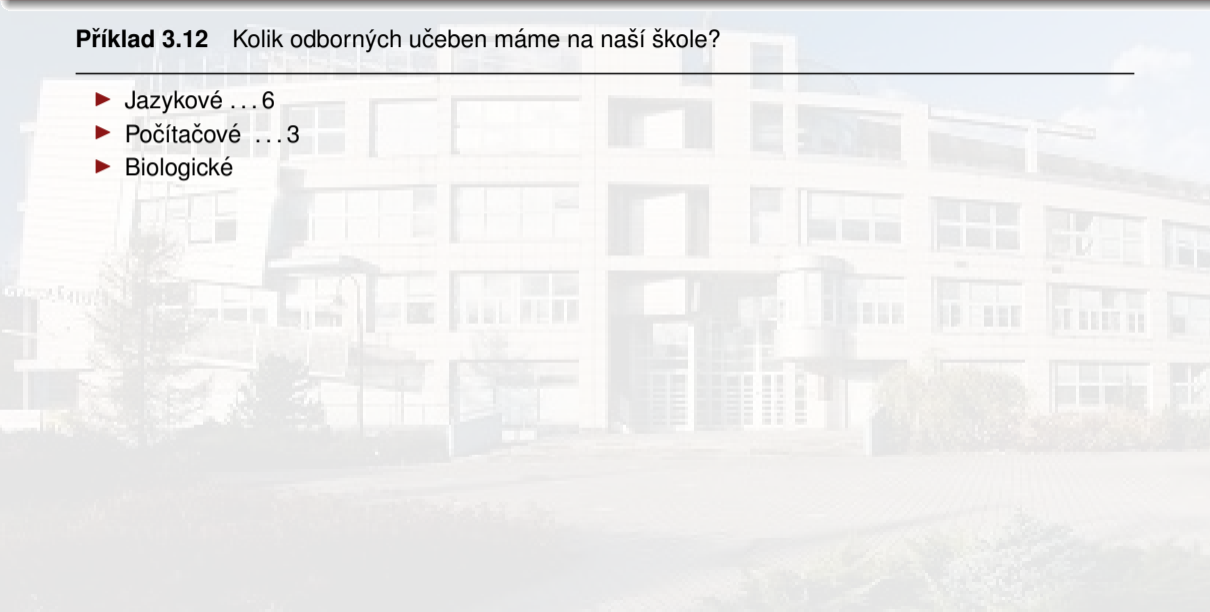 Příklad 3.12 Kolik odborných učeben máme na naší škole?
Jazykové ... 6
Počítačové ... 3
Biologické